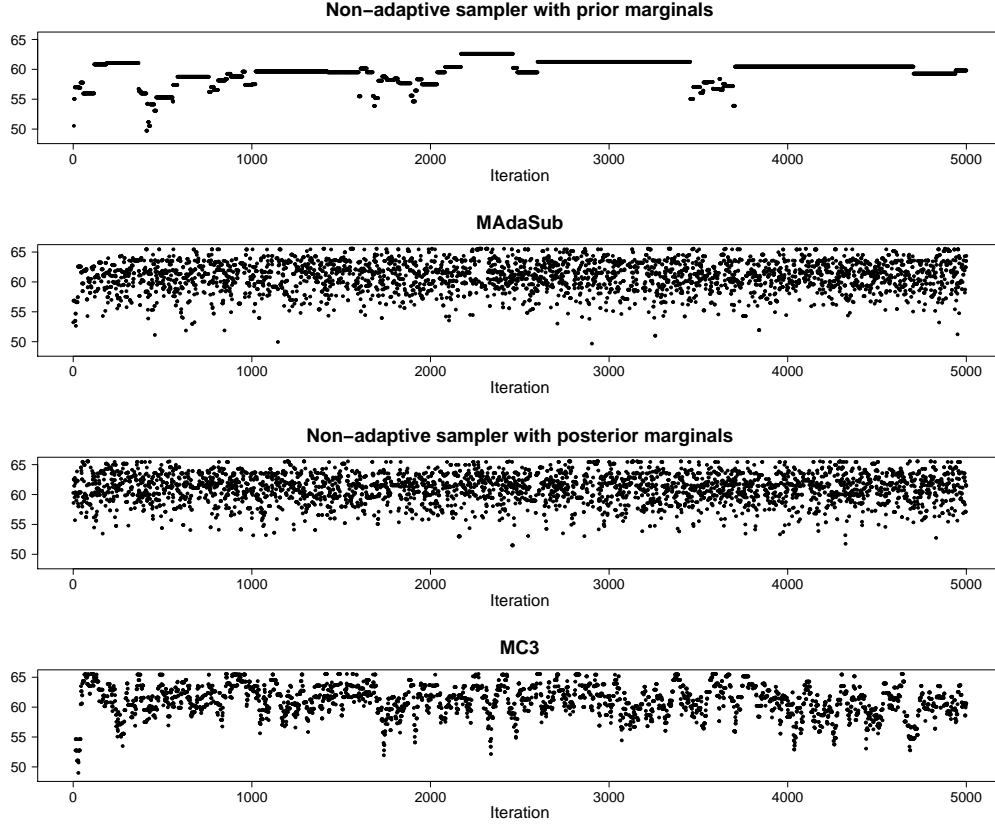 Non−adaptive sampler with prior marginals
65
60
55
50
0 1000 2000 3000 4000 5000
Iteration
MAdaSub
65
60
55
50
0 1000 2000 3000 4000 5000
Iteration
Non−adaptive sampler with posterior marginals
65
60
55
50
0 1000 2000 3000 4000 5000
Iteration
MC3
65
60
55
50
0 1000 2000 3000 4000 5000
Iteration